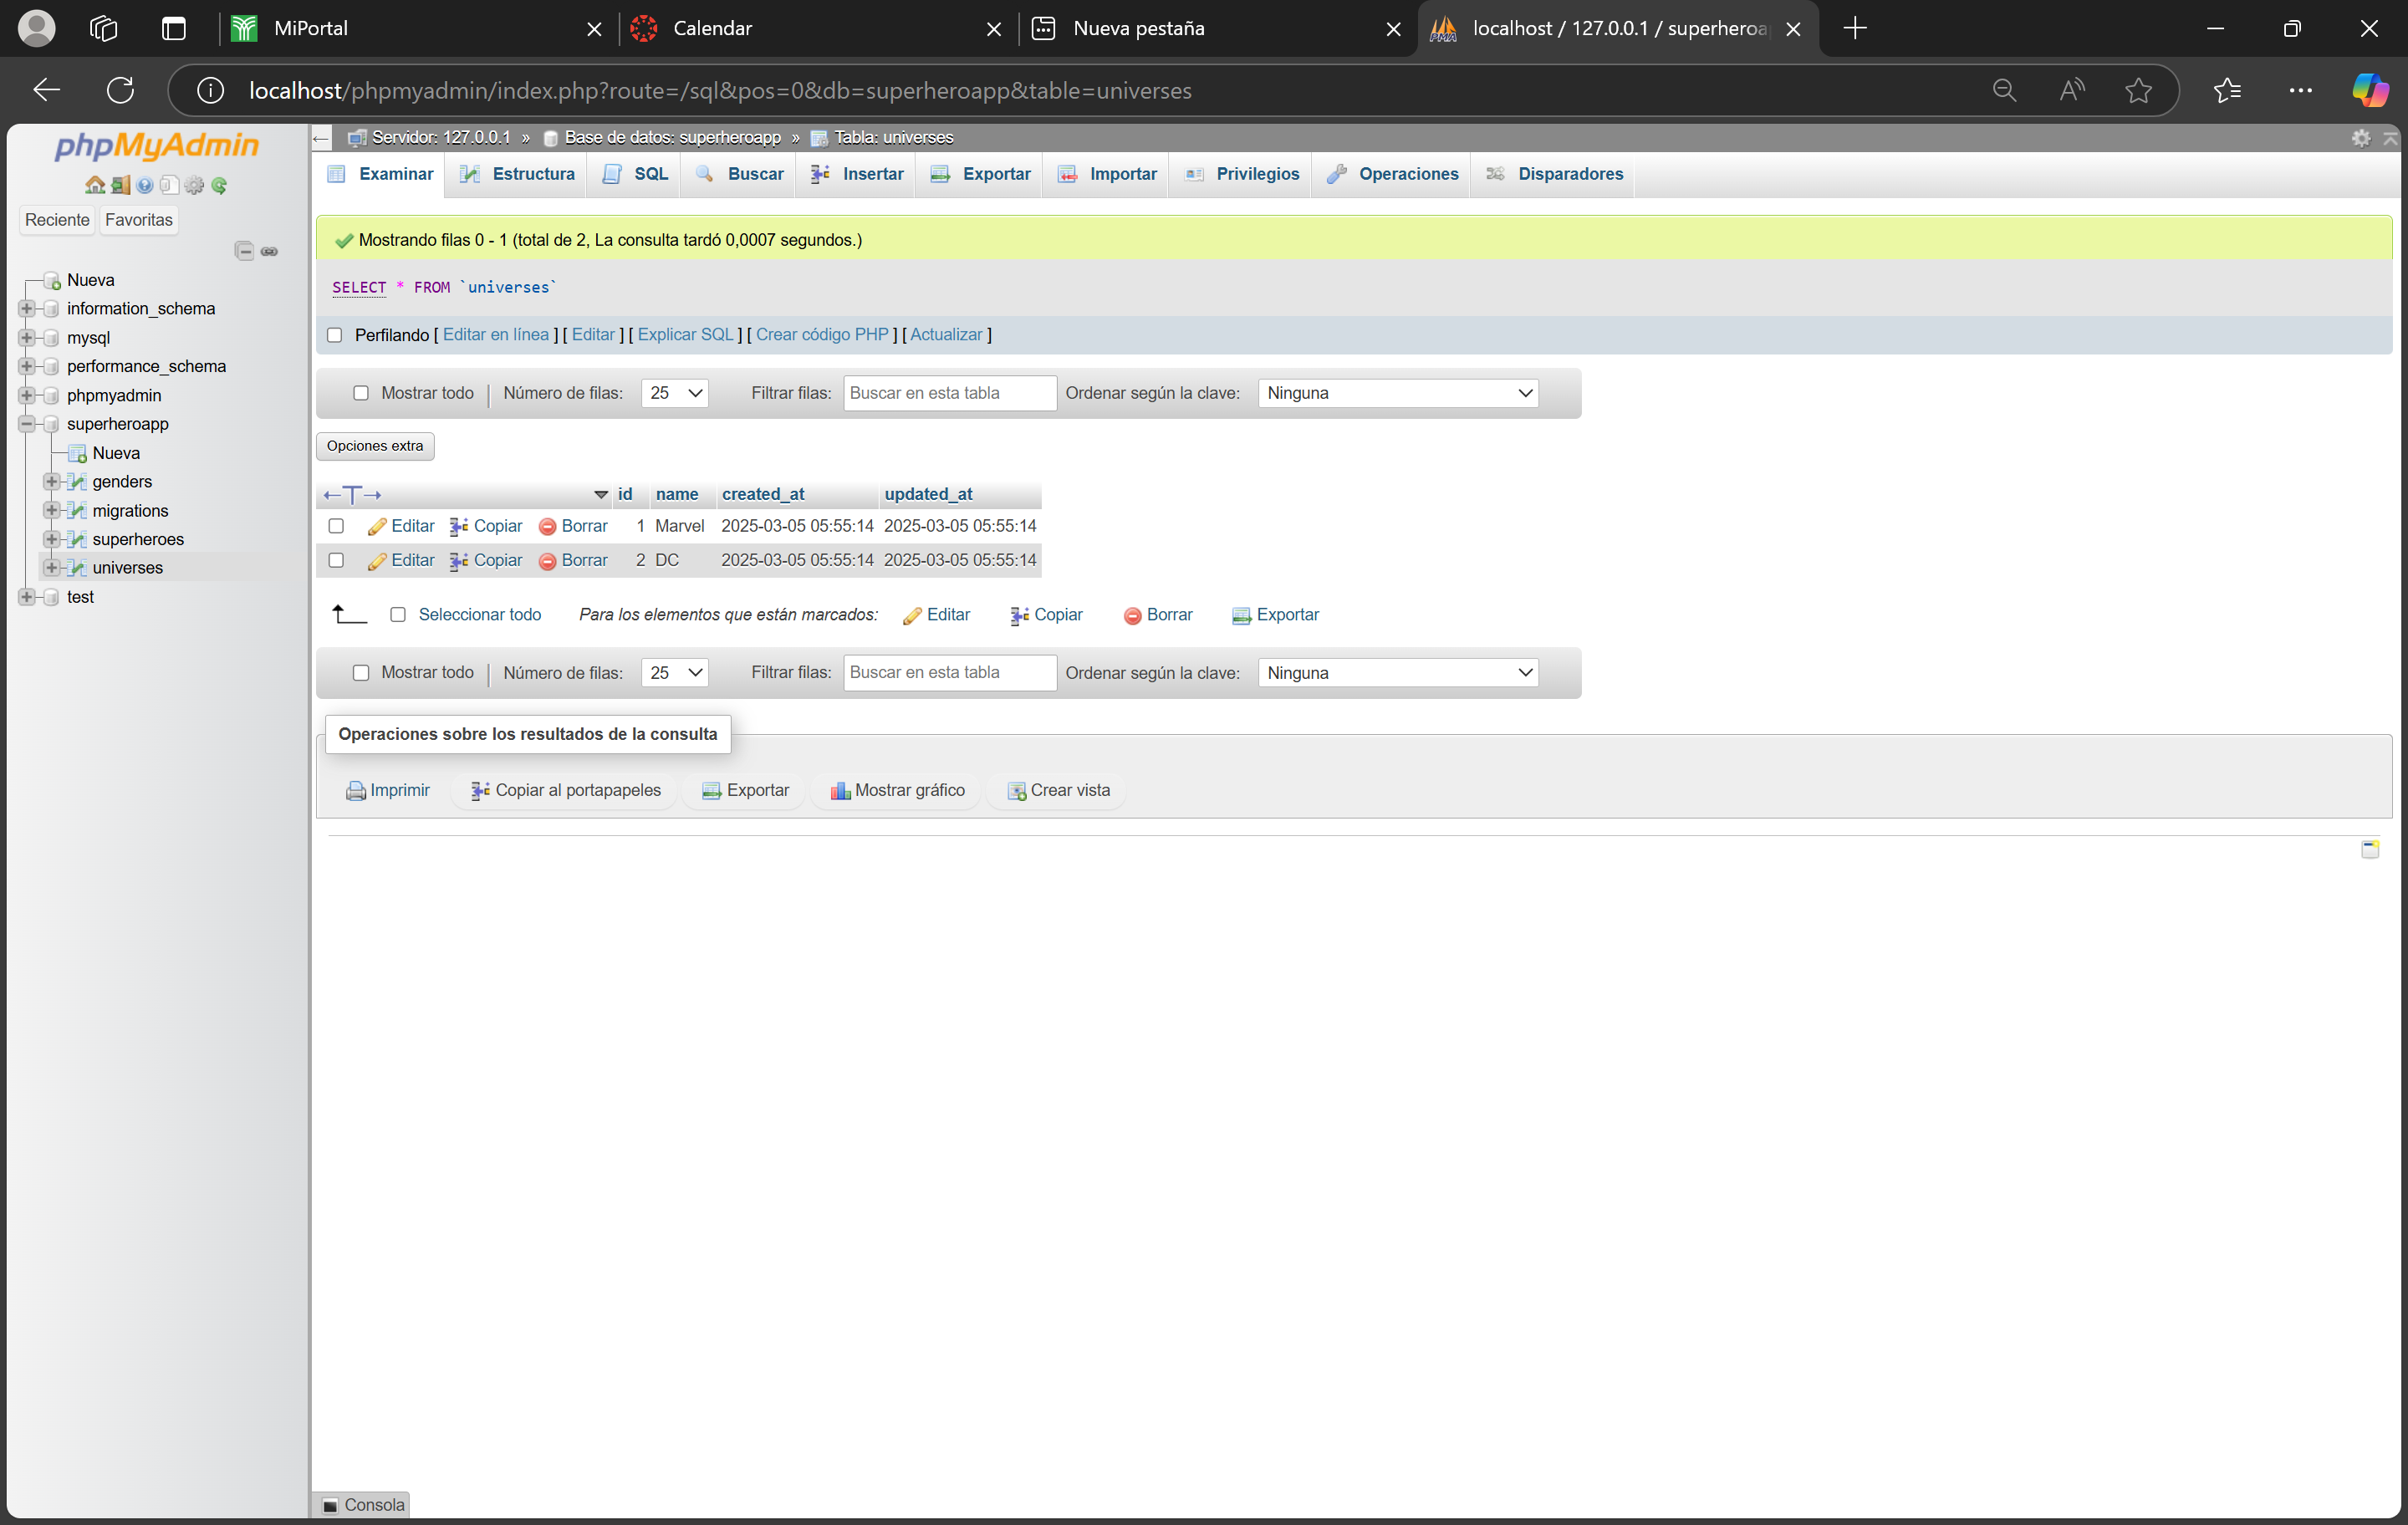 MiPortal
Calendar
Nueva pestaña
localhost / 127.0.0.1 / superheroa
localhost/phpmyadmin/index.php?route=/sql&pos=0&db=superheroapp&table=universes
phpMyAdmin
Reciente Favoritas
Nueva
information_schema
mysql
performance_schema
phpmyadmin
superheroapp
Nueva
genders
migrations
superheroes
universes
test
Servidor: 127.0.0.1 » Base de datos: superheroapp » Tabla: universes
Examinar Estructura SQL Buscar Insertar Exportar Importar Privilegios Operaciones Disparadores
Mostrando filas 0 - 1 (total de 2, La consulta tardó 0,0007 segundos.)
SELECT * FROM `universes`
Perfilando [ Editar en línea ] [ Editar ] [ Explicar SQL ] [ Crear código PHP ] [ Actualizar ]
Mostrar todo | Número de filas: 25 Filtrar filas: Buscar en esta tabla Ordenar según la clave: Ninguna
Opciones extra
←T→ id name created_at updated_at
Editar Copiar Borrar 1 Marvel 2025-03-05 05:55:14 2025-03-05 05:55:14
Editar Copiar Borrar 2 DC 2025-03-05 05:55:14 2025-03-05 05:55:14
Seleccionar todo Para los elementos que están marcados: Editar Copiar Borrar Exportar
Mostrar todo | Número de filas: 25 Filtrar filas: Buscar en esta tabla Ordenar según la clave: Ninguna
Operaciones sobre los resultados de la consulta
Imprimir Copiar al portapapeles Exportar Mostrar gráfico Crear vista
Consola